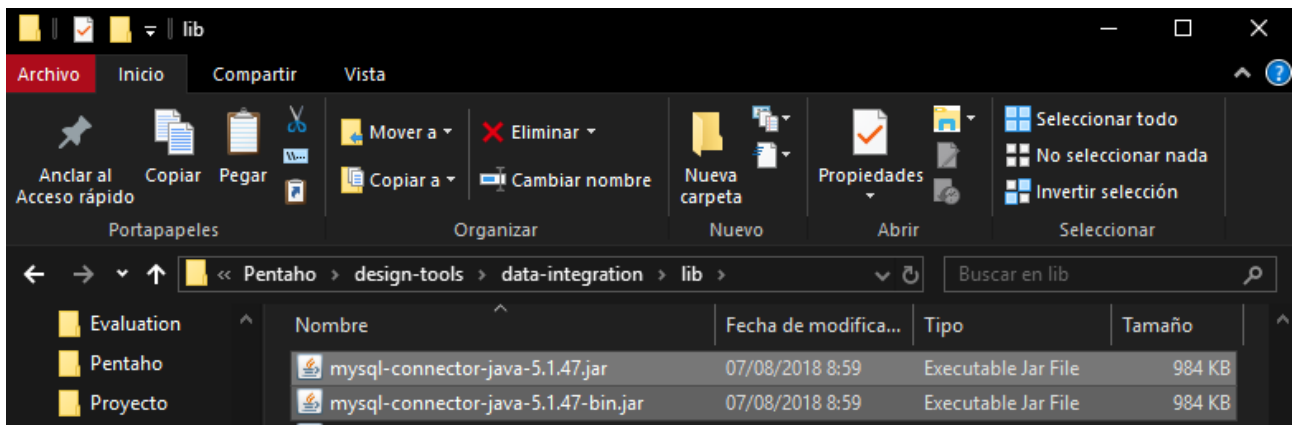 lib
Archivo Inicio Compartir Vista
Anclar al Acceso rápido
Copiar
Pegar
Mover a
Copiar a
Eliminar
Cambiar nombre
Nueva carpeta
Propiedades
Seleccionar todo
No seleccionar nada
Invertir selección
Portapapeles Organizar Nuevo Abrir Seleccionar
« Pentaho > design-tools > data-integration > lib >
Buscar en lib
Evaluation
Pentaho
Proyecto
Nombre Fecha de modifica... Tipo Tamaño
mysql-connector-java-5.1.47.jar 07/08/2018 8:59 Executable Jar File 984 KB
mysql-connector-java-5.1.47-bin.jar 07/08/2018 8:59 Executable Jar File 984 KB